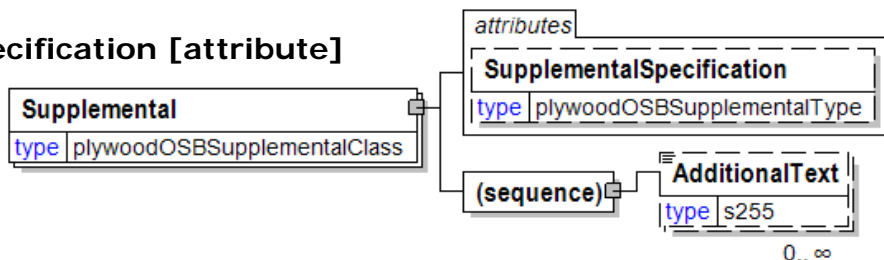 attributes
ecification [attribute]
SupplementalSpecification
type plywoodOSBSupplementalType
Supplemental
type plywoodOSBSupplementalClass
(sequence)
AdditionalText
type s255
0.. ∞